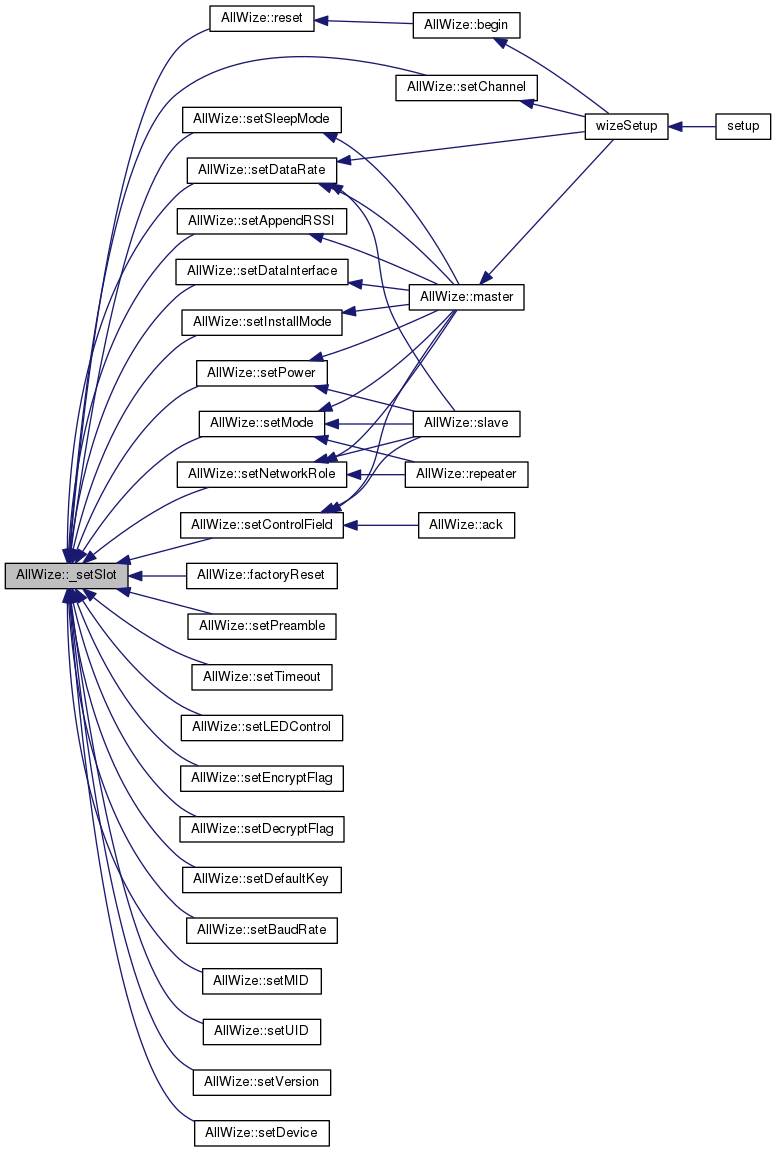 AllWize::reset
AllWize::begin
AllWize::setChannel
AllWize::setSleepMode
wizeSetup
setup
AllWize::setDataRate
AllWize::setAppendRSSI
AllWize::setDataInterface
AllWize::master
AllWize::setInstallMode
AllWize::setPower
AllWize::setMode
AllWize::slave
AllWize::setNetworkRole
AllWize::repeater
AllWize::setControlField
AllWize::ack
AllWize::_setSlot
AllWize::factoryReset
AllWize::setPreamble
AllWize::setTimeout
AllWize::setLEDControl
AllWize::setEncryptFlag
AllWize::setDecryptFlag
AllWize::setDefaultKey
AllWize::setBaudRate
AllWize::setMID
AllWize::setUID
AllWize::setVersion
AllWize::setDevice